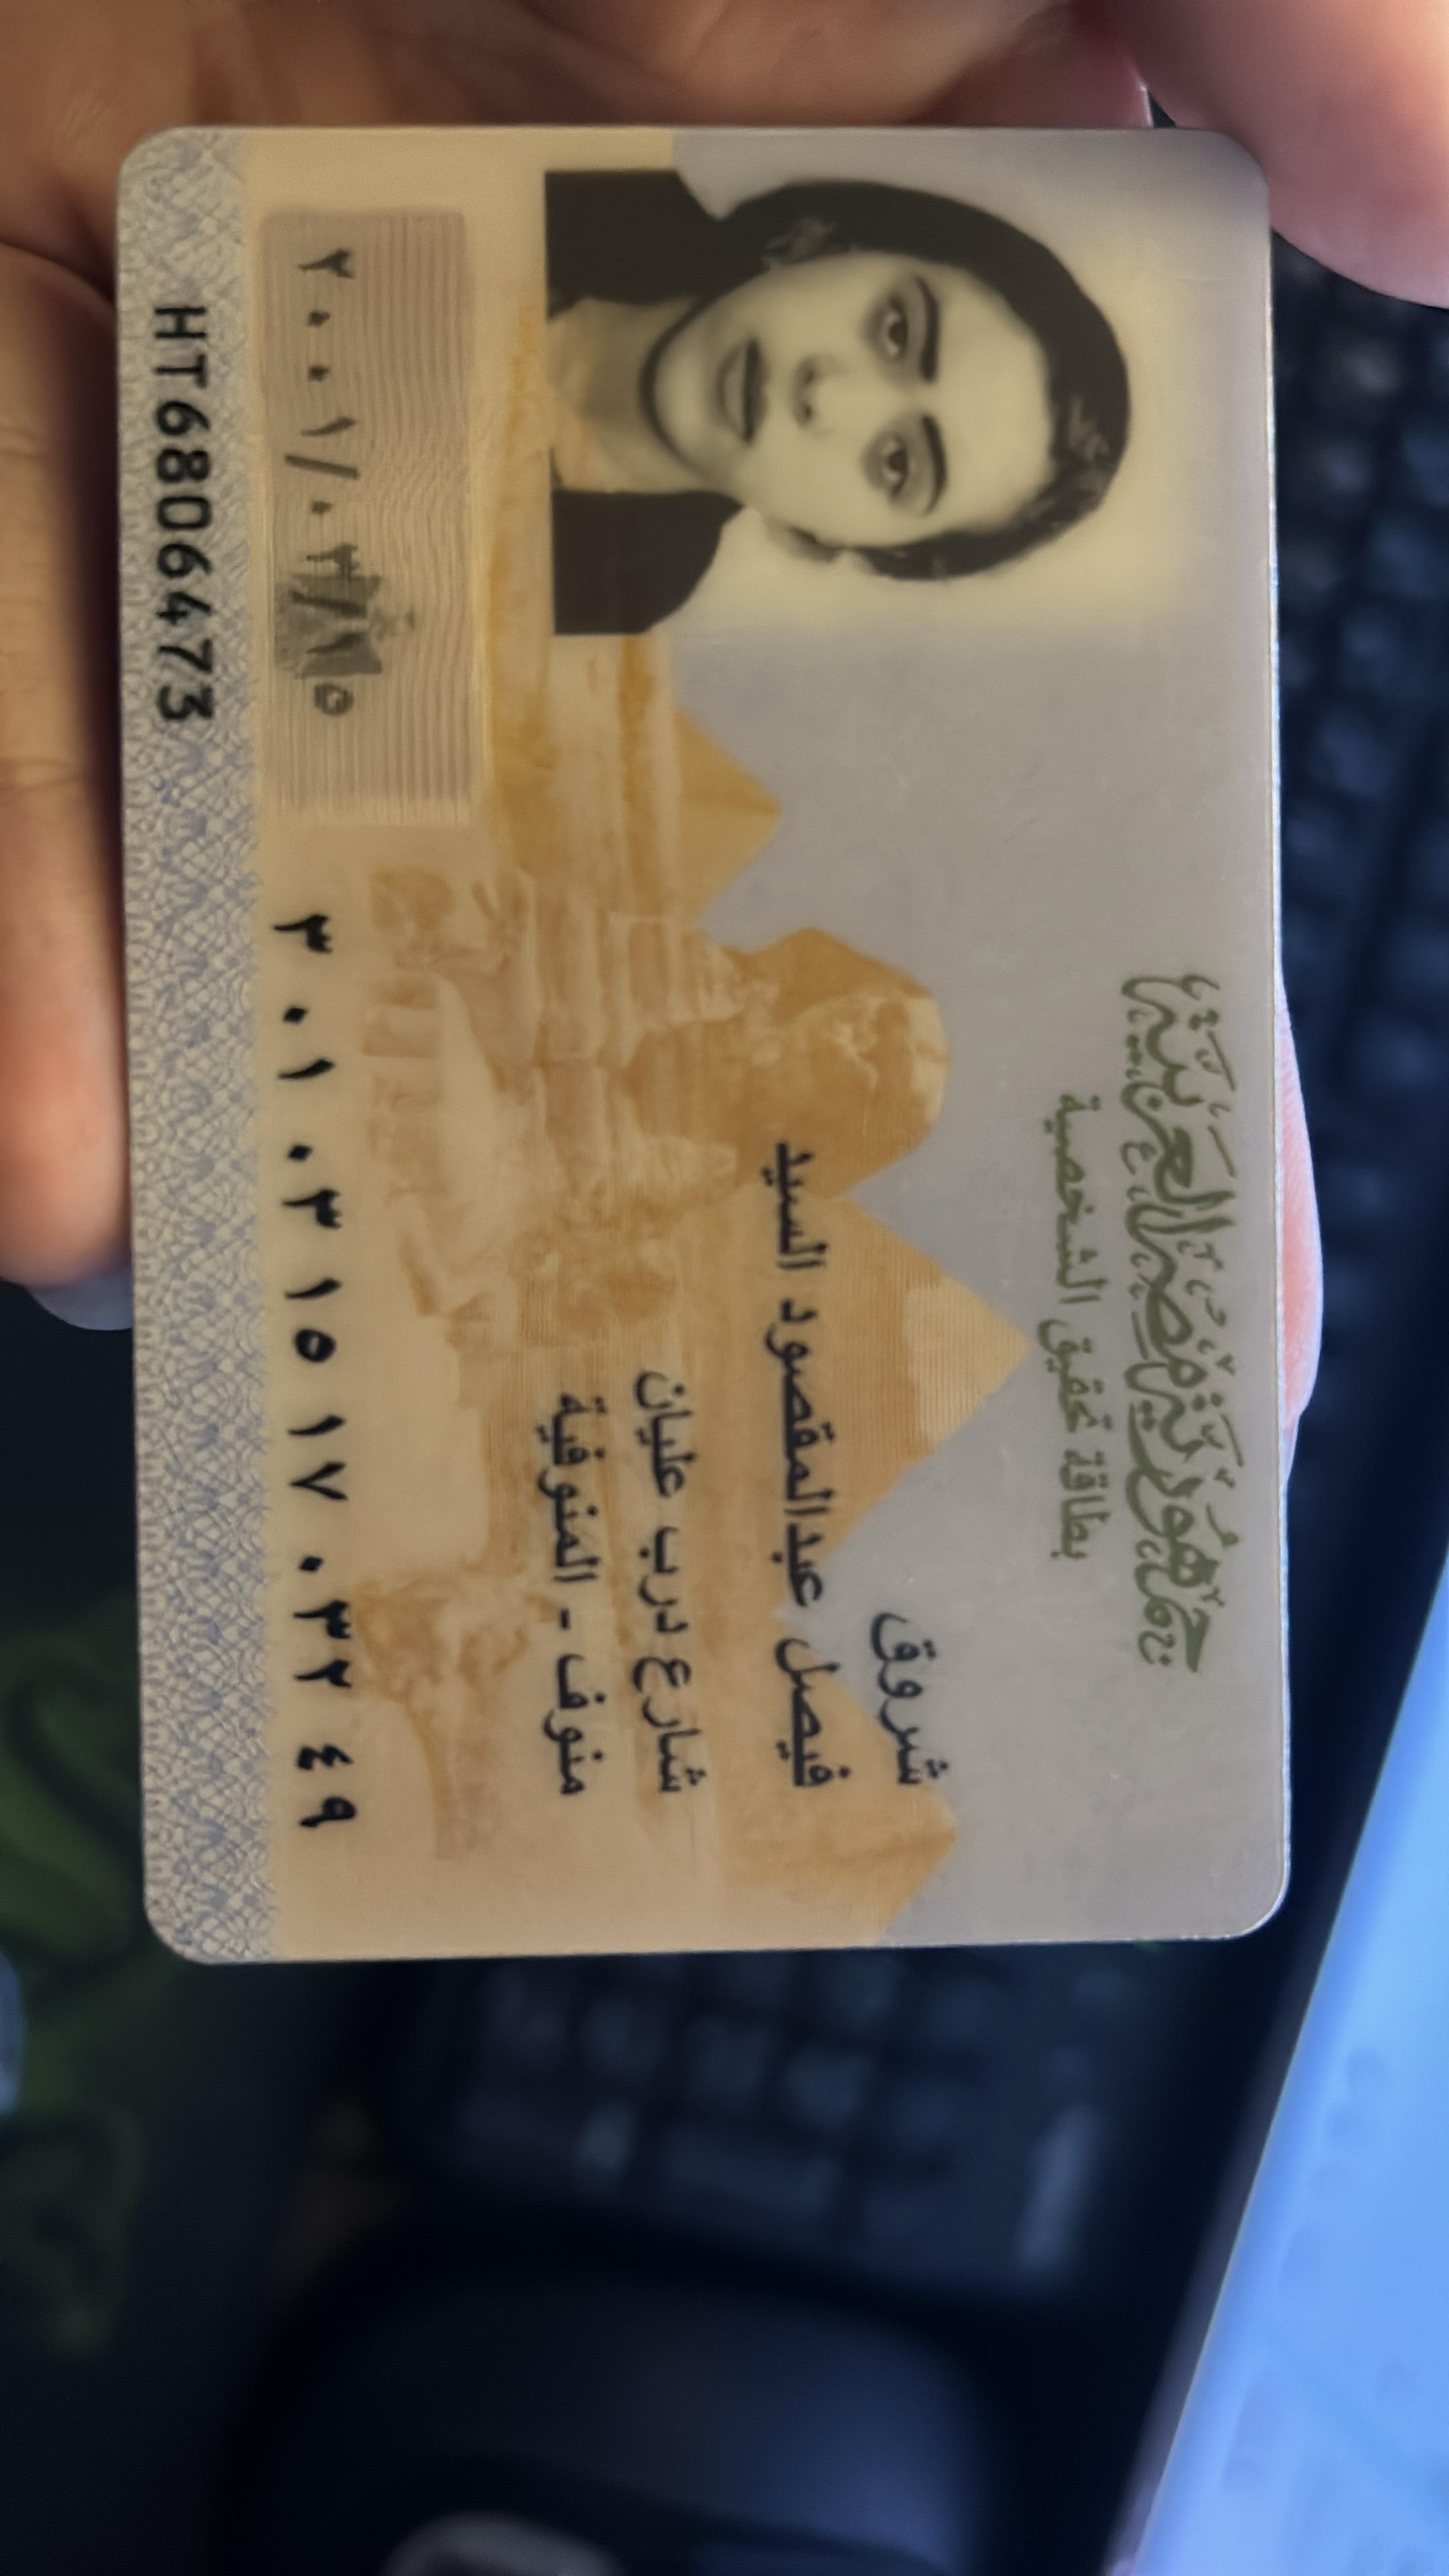 جمهورية مصر العربية
بطاقة تحقيق الشخصية
شروق
فيصل عبدالمقصود السيد
شارع درب عليان
منوف - المنوفية
٢٠٠١/٠٣/١٥
٣٠١٠٣١٥١٧٠٣٢٤٩
HT6806473